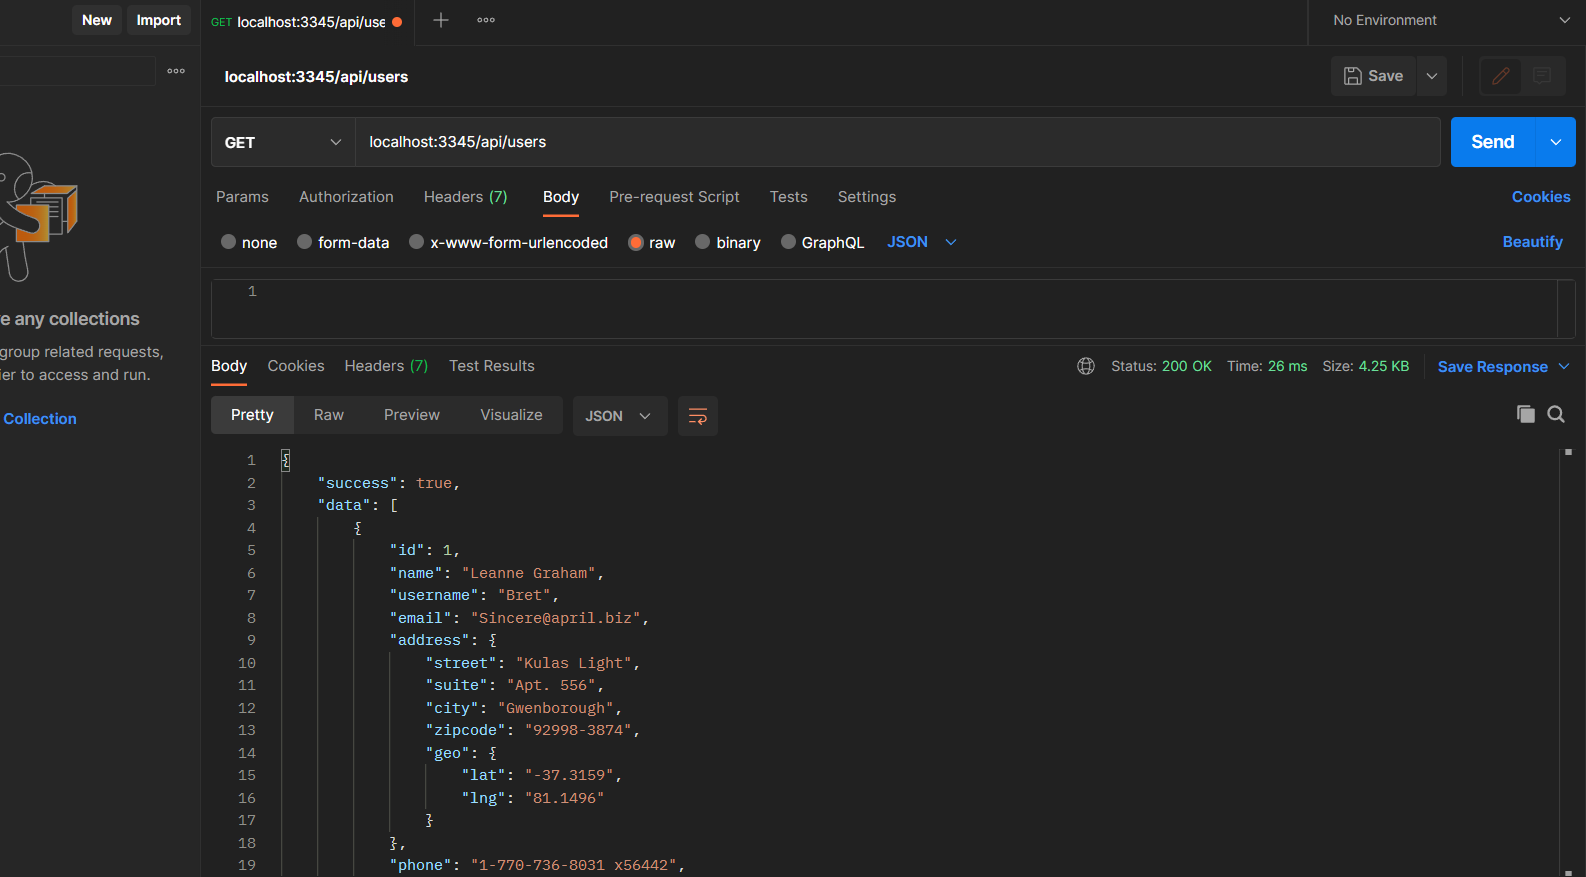 New Import
GET localhost:3345/api/use
No Environment
localhost:3345/api/users
Save
GET localhost:3345/api/users Send
Params Authorization Headers (7) Body Pre-request Script Tests Settings Cookies
none form-data x-www-form-urlencoded raw binary GraphQL JSON Beautify
1
e any collections
group related requests,
ier to access and run.
Collection
Body Cookies Headers (7) Test Results Status: 200 OK Time: 26 ms Size: 4.25 KB Save Response
Pretty Raw Preview Visualize JSON
1 {
2 "success": true,
3 "data": [
4 {
5 "id": 1,
6 "name": "Leanne Graham",
7 "username": "Bret",
8 "email": "Sincere@april.biz",
9 "address": {
10 "street": "Kulas Light",
11 "suite": "Apt. 556",
12 "city": "Gwenborough",
13 "zipcode": "92998-3874",
14 "geo": {
15 "lat": "-37.3159",
16 "lng": "81.1496"
17 }
18 },
19 "phone": "1-770-736-8031 x56442",